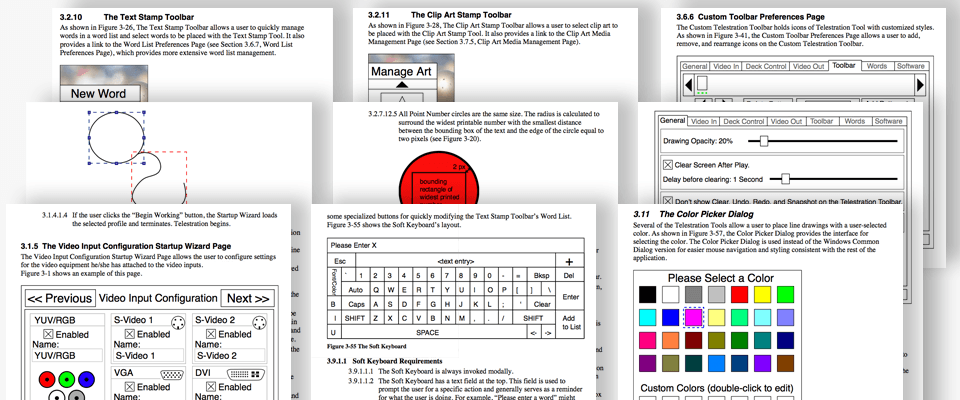 3.2.10 The Text Stamp Toolbar
As shown in Figure 3-26, The Text Stamp Toolbar allows a user to quickly manage
words in a word list and select words to be placed with the Text Stamp Tool. It also
provides a link to the Word List Preferences Page (see Section 3.6.7, Word List
Preferences Page), which provides more extensive word list management.
New Word
3.2.11 The Clip Art Stamp Toolbar
As shown in Figure 3-28, The Clip Art Stamp Toolbar allows a user to select clip art to
be placed with the Clip Art Stamp Tool. It also provides a link to the Clip Art Media
Management Page (see Section 3.7.5, Clip Art Media Management Page).
Manage Art
3.6.6 Custom Toolbar Preferences Page
The Custom Telestration Toolbar holds icons of Telestration Tool with customized styles.
As shown in Figure 3-41, the Custom Toolbar Preferences Page allows a user to add,
remove, and rearrange icons on the Custom Telestration Toolbar.
General Video In Deck Control Video Out Toolbar Words Software
3.2.7.12.5 All Point Number circles are the same size. The radius is calculated to
surround the widest printable number with the smallest distance
between the bounding box of the text and the edge of the circle equal to
two pixels (see Figure 3-20).
2 px
bounding
rectangle of
widest printed
General Video In Deck Control Video Out Toolbar Words Software
Drawing Opacity: 20%
Clear Screen After Play.
Delay before clearing: 1 Second
Don't show Clear, Undo, Redo, and Snapshot on the Telestration Toolbar.
3.1.4.1.4 If the user clicks the “Begin Working” button, the Startup Wizard loads
the selected profile and terminates. Telestration begins.
3.1.5 The Video Input Configuration Startup Wizard Page
The Video Input Configuration Startup Wizard Page allows the user to configure settings
for the video equipment he/she has attached to the video inputs.
Figure 3-1 shows an example of this page.
<< Previous Video Input Configuration Next >>
YUV/RGB S-Video 1 S-Video 2
Enabled Enabled Enabled
Name: Name: Name:
YUV/RGB S-Video 1 S-Video 2
VGA DVI
Enabled Enabled
Name: Name:
some specialized buttons for quickly modifying the Text Stamp Toolbar's Word List.
Figure 3-55 shows the Soft Keyboard's layout.
Please Enter X
Esc <text entry> +
Foreground ` 1 2 3 4 5 6 7 8 9 0 - = Bksp Del
Auto Q W E R T Y U I O P [ ] \ Enter
B Caps A S D F G H J K L ; ' Clear
I SHIFT Z X C V B N M , . / SHIFT Add
to List
U SPACE <- ->
Figure 3-55 The Soft Keyboard
3.9.1.1 Soft Keyboard Requirements
3.9.1.1.1 The Soft Keyboard is always invoked modally.
3.9.1.1.2 The Soft Keyboard has a text field at the top. This field is used to
prompt the user for a specific action and generally serves as a reminder
for what the user is doing. For example, “Please enter a word” might
3.11 The Color Picker Dialog
Several of the Telestration Tools allow a user to place line drawings with a user-selected
color. As shown in Figure 3-57, the Color Picker Dialog provides the interface for
selecting the color. The Color Picker Dialog is used instead of the Windows Common
Dialog version for easier mouse navigation and styling consistent with the rest of the
application.
Please Select a Color
Custom Colors (double-click to edit)